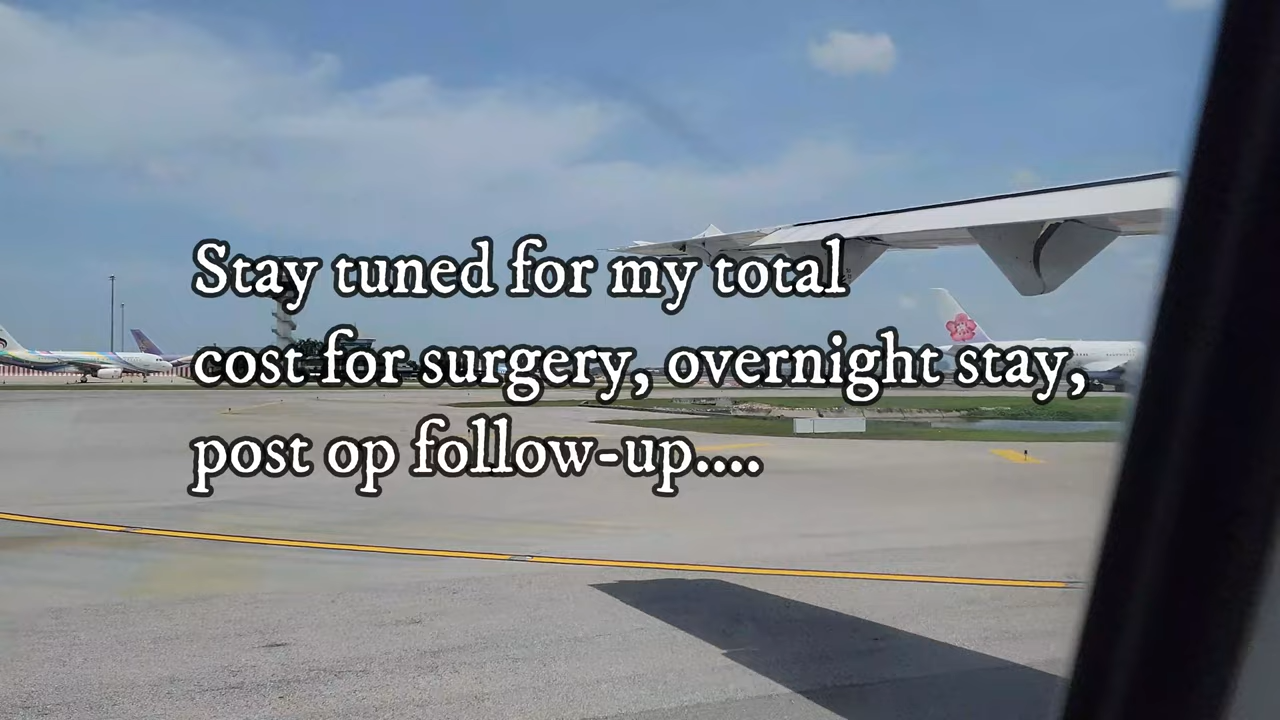 Stay tuned for my total
cost for surgery, overnight stay,
post op follow-up....